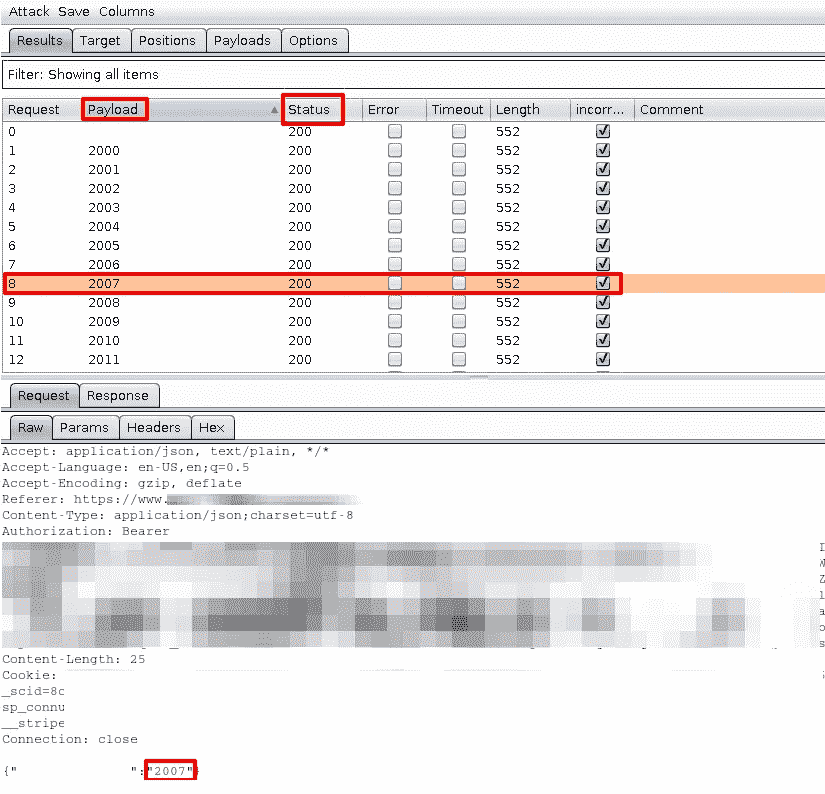 Attack Save Columns
Results Target Positions Payloads Options
Filter: Showing all items
Request Payload Status Error Timeout Length incorr... Comment
0 200 552
1 2000 200 552
2 2001 200 552
3 2002 200 552
4 2003 200 552
5 2004 200 552
6 2005 200 552
7 2006 200 552
8 2007 200 552
9 2008 200 552
10 2009 200 552
11 2010 200 552
12 2011 200 552
Request Response
Raw Params Headers Hex
Accept: application/json, text/plain, */*
Accept-Language: en-US,en;q=0.5
Accept-Encoding: gzip, deflate
Referer: https://www.
Content-Type: application/json;charset=utf-8
Authorization: Bearer
Content-Length: 25
Cookie:
_scid=8c
sp_connu
__stripe
Connection: close
{" ":"2007"}